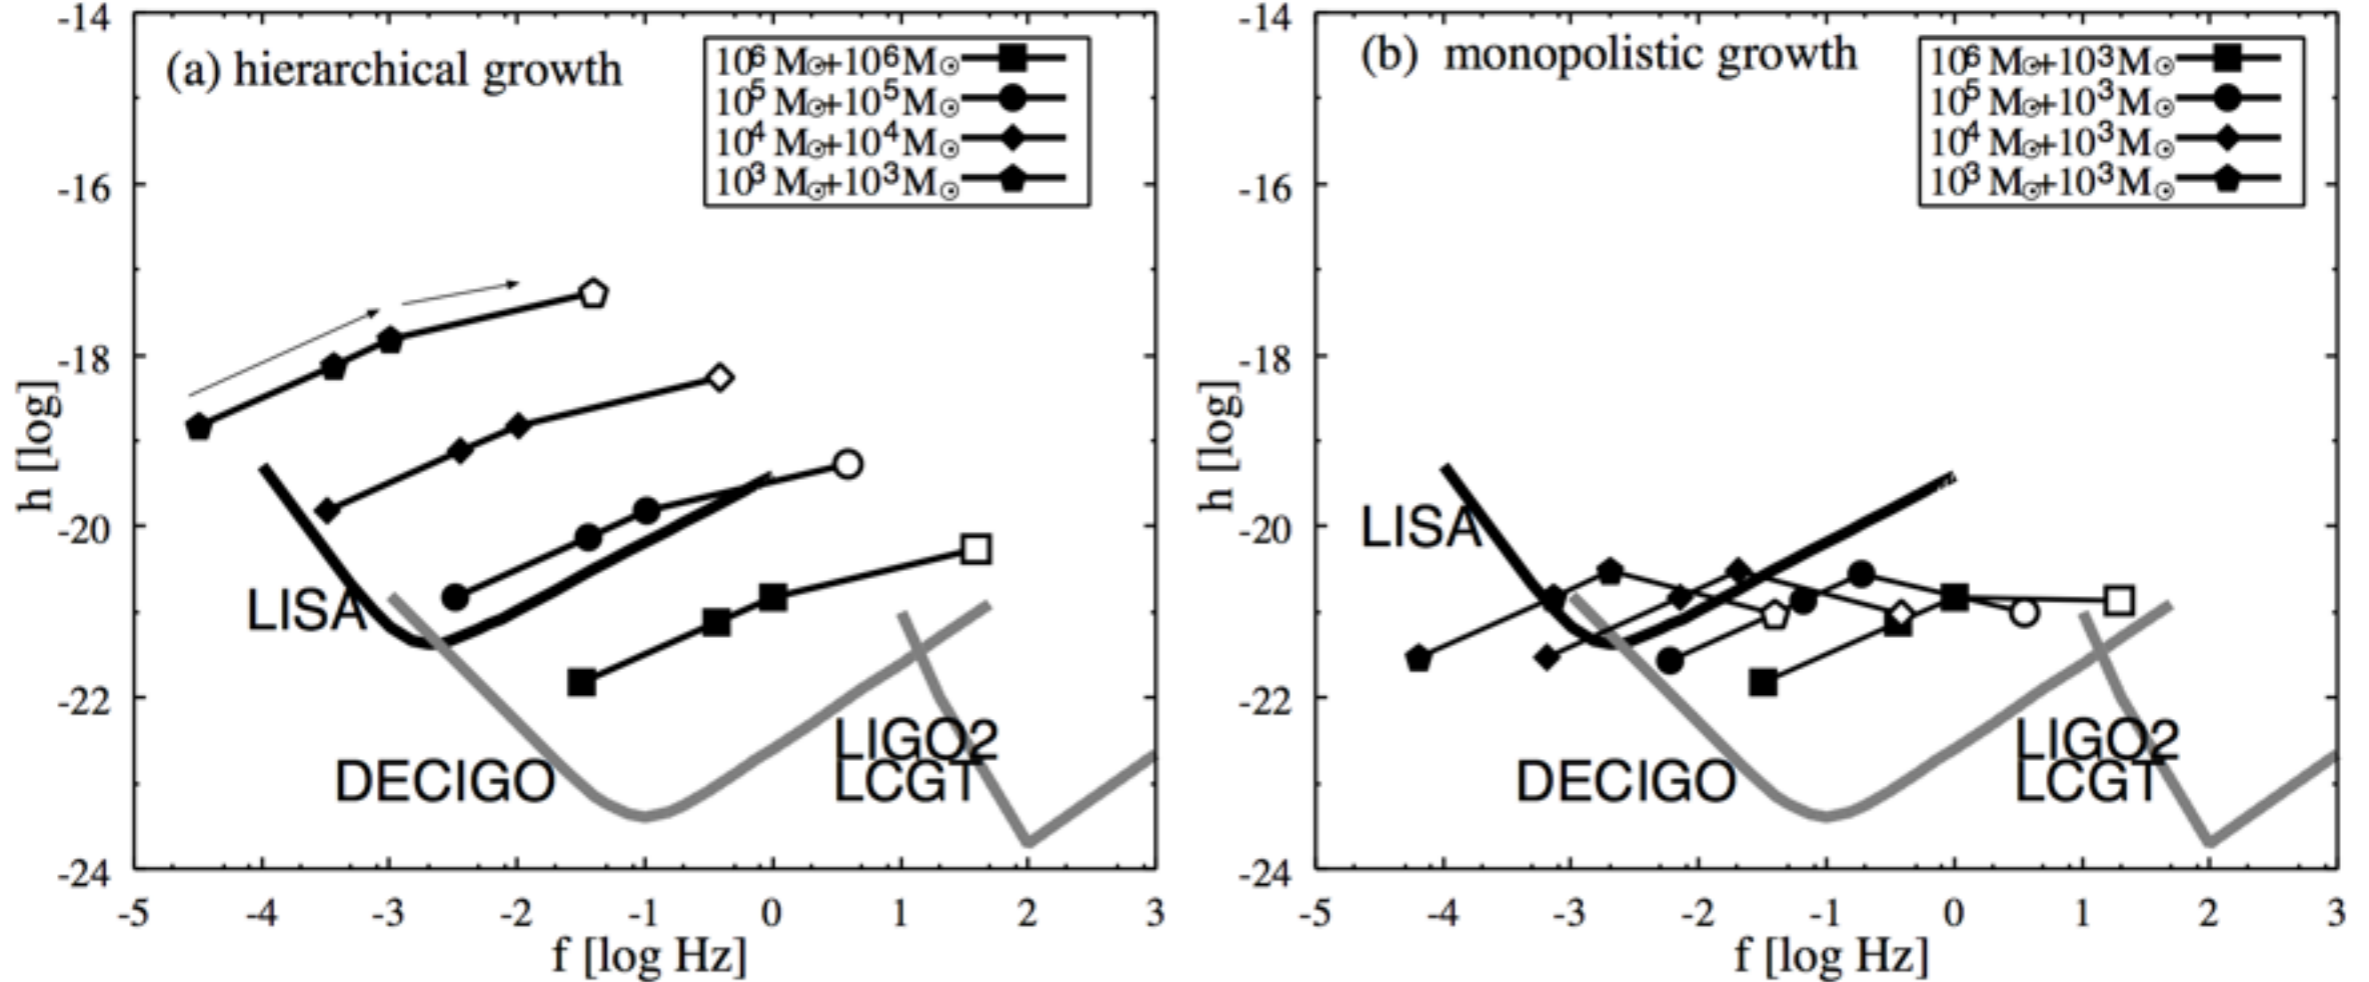 (a) hierarchical growth
10⁶ M☉+10⁶M☉
10⁵ M☉+10⁵M☉
10⁴ M☉+10⁴M☉
10³ M☉+10³M☉
-14
-16
-18
-20
-22
-24
h [log]
LISA
DECIGO
LIGO2
LCGT
-5 -4 -3 -2 -1 0 1 2 3
f [log Hz]
(b) monopolistic growth
10⁶ M☉+10³M☉
10⁵ M☉+10³M☉
10⁴ M☉+10³M☉
10³ M☉+10³M☉
-14
-16
-18
-20
-22
-24
h [log]
LISA
DECIGO
LIGO2
LCGT
-5 -4 -3 -2 -1 0 1 2 3
f [log Hz]